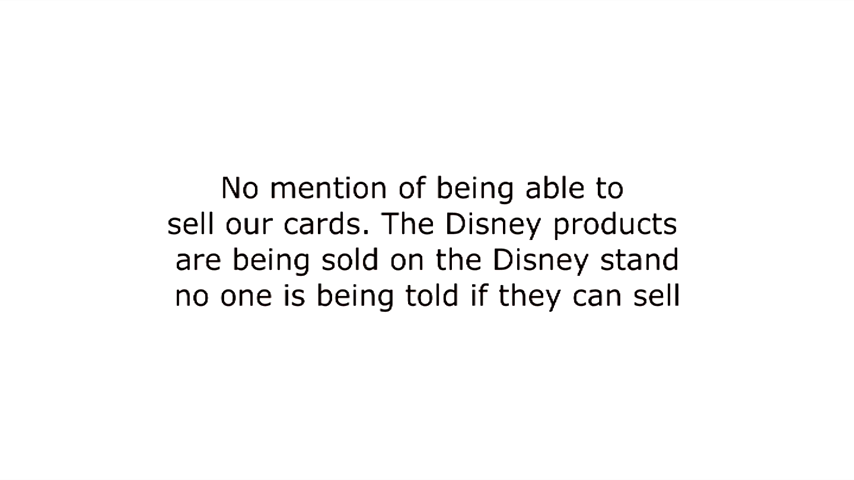 No mention of being able to
sell our cards. The Disney products
are being sold on the Disney stand
no one is being told if they can sell